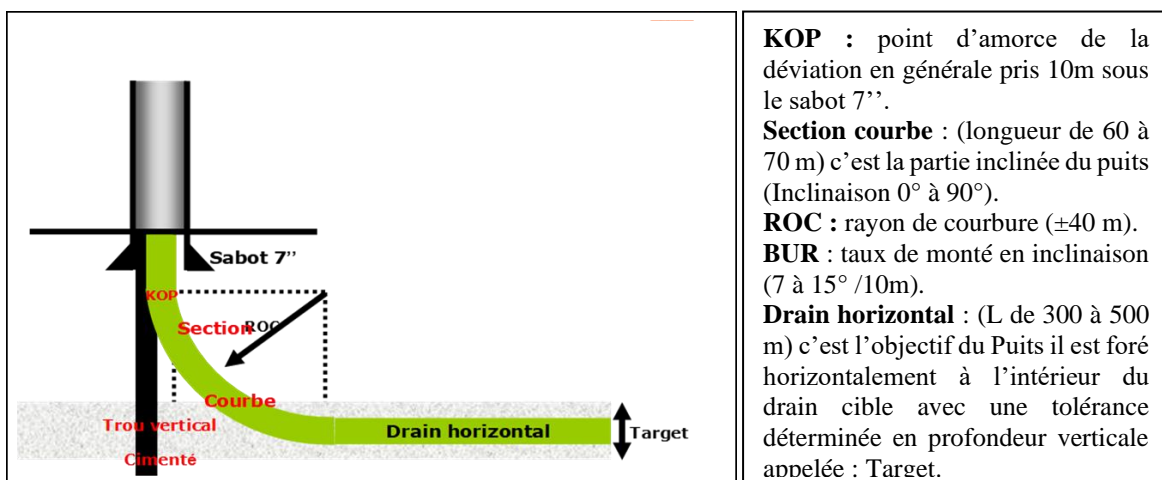 Sabot 7’’
KOP
Section
ROC
Courbe
Trou vertical
Cimenté
Drain horizontal
Target
KOP : point d’amorce de la
déviation en générale pris 10m sous
le sabot 7’’.
Section courbe : (longueur de 60 à
70 m) c’est la partie inclinée du puits
(Inclinaison 0° à 90°).
ROC : rayon de courbure (±40 m).
BUR : taux de monté en inclinaison
(7 à 15° /10m).
Drain horizontal : (L de 300 à 500
m) c’est l’objectif du Puits il est foré
horizontalement à l’intérieur du
drain cible avec une tolérance
déterminée en profondeur verticale
appelée : Target.